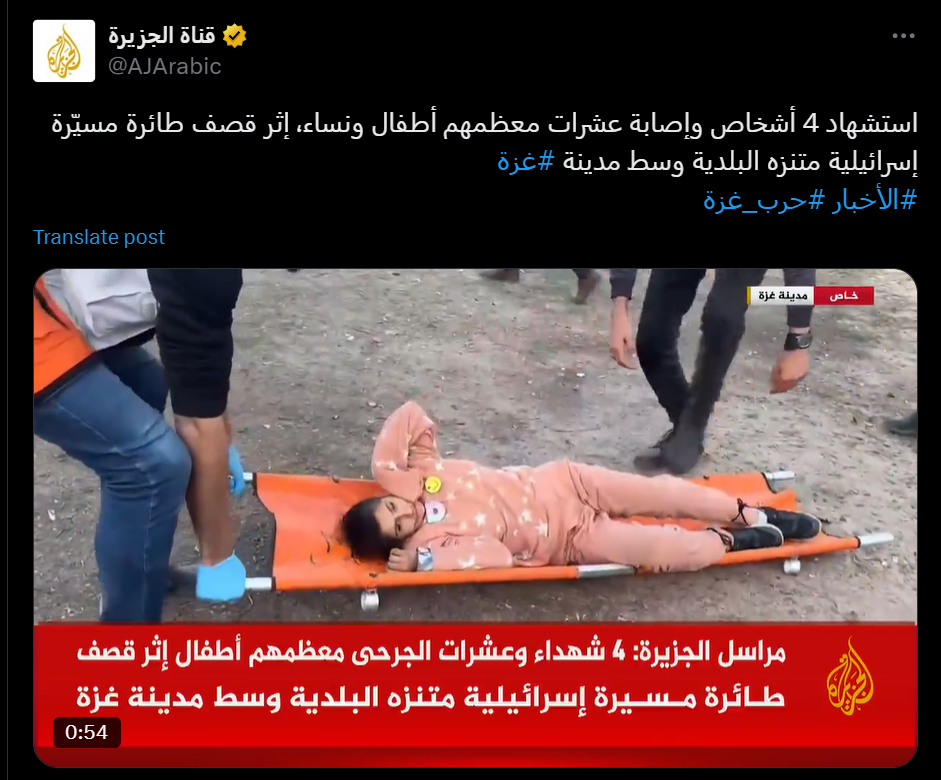 قناة الجزيرة
@AJArabic
استشهاد 4 أشخاص وإصابة عشرات معظمهم أطفال ونساء، إثر قصف طائرة مسيّرة
إسرائيلية متنزه البلدية وسط مدينة #غزة
#الأخبار #حرب_غزة
Translate post
خاص مدينة غزة
مراسل الجزيرة: 4 شهداء وعشرات الجرحى معظمهم أطفال إثر قصف
طائرة مسيرة إسرائيلية متنزه البلدية وسط مدينة غزة
0:54